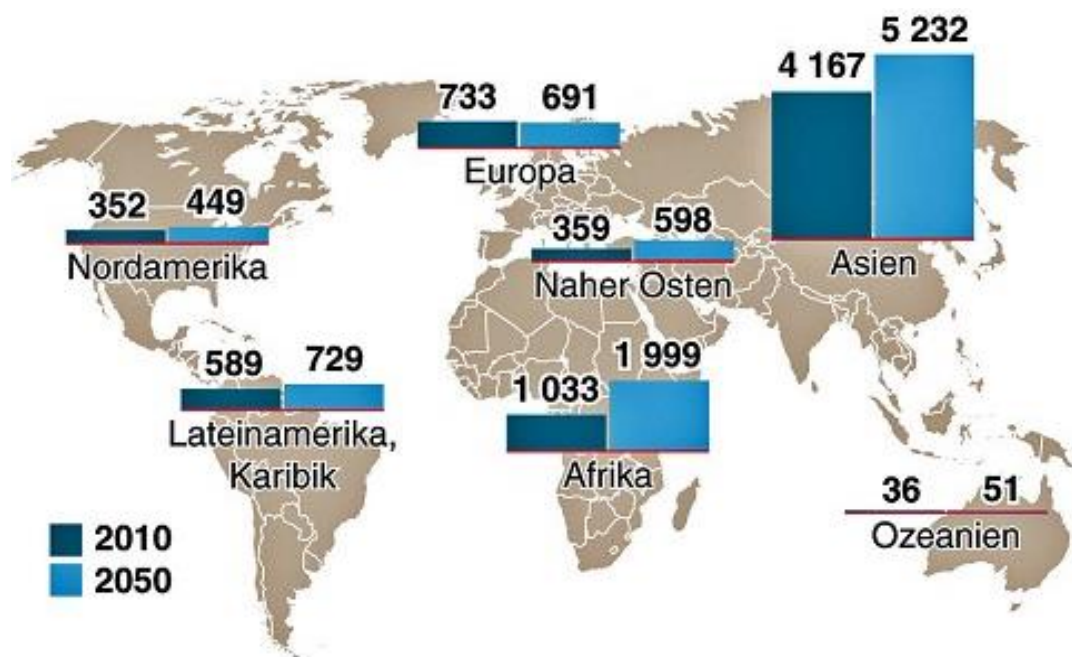 5 232
4 167
733 691
Europa
352 449
Nordamerika
359 598
Naher Osten
Asien
589 729
Lateinamerika,
Karibik
1 999
1 033
Afrika
36 51
Ozeanien
2010
2050